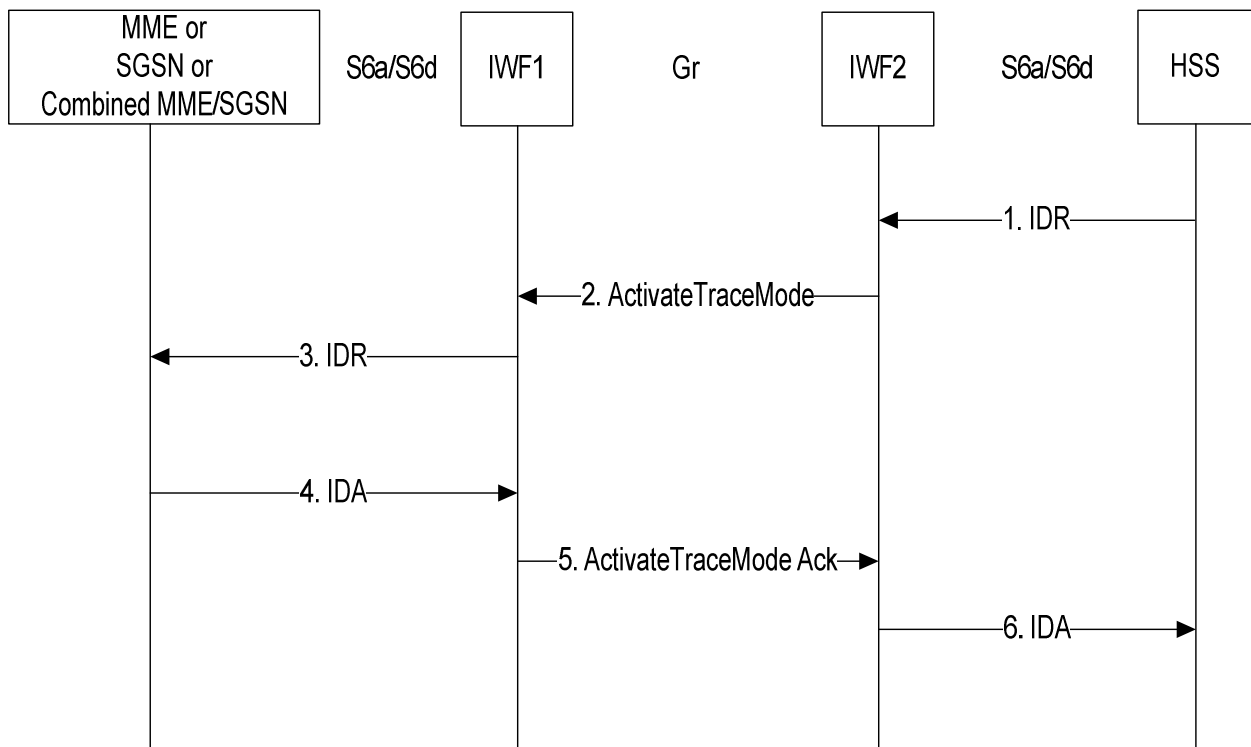 MME or
SGSN or
Combined MME/SGSN
S6a/S6d
IWF1
Gr
IWF2
S6a/S6d
HSS
1. IDR
2. ActivateTraceMode
3. IDR
4. IDA
5. ActivateTraceMode Ack
6. IDA